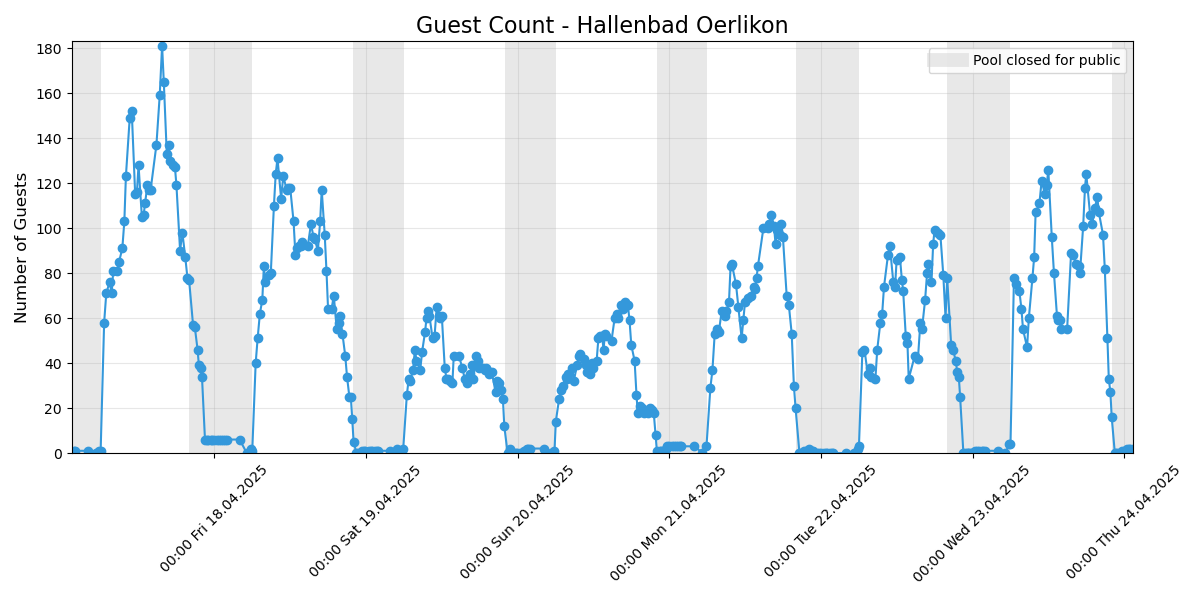 Guest Count - Hallenbad Oerlikon
Pool closed for public
Number of Guests
180
160
140
120
100
80
60
40
20
0
00:00 Fri 18.04.2025
00:00 Sat 19.04.2025
00:00 Sun 20.04.2025
00:00 Mon 21.04.2025
00:00 Tue 22.04.2025
00:00 Wed 23.04.2025
00:00 Thu 24.04.2025